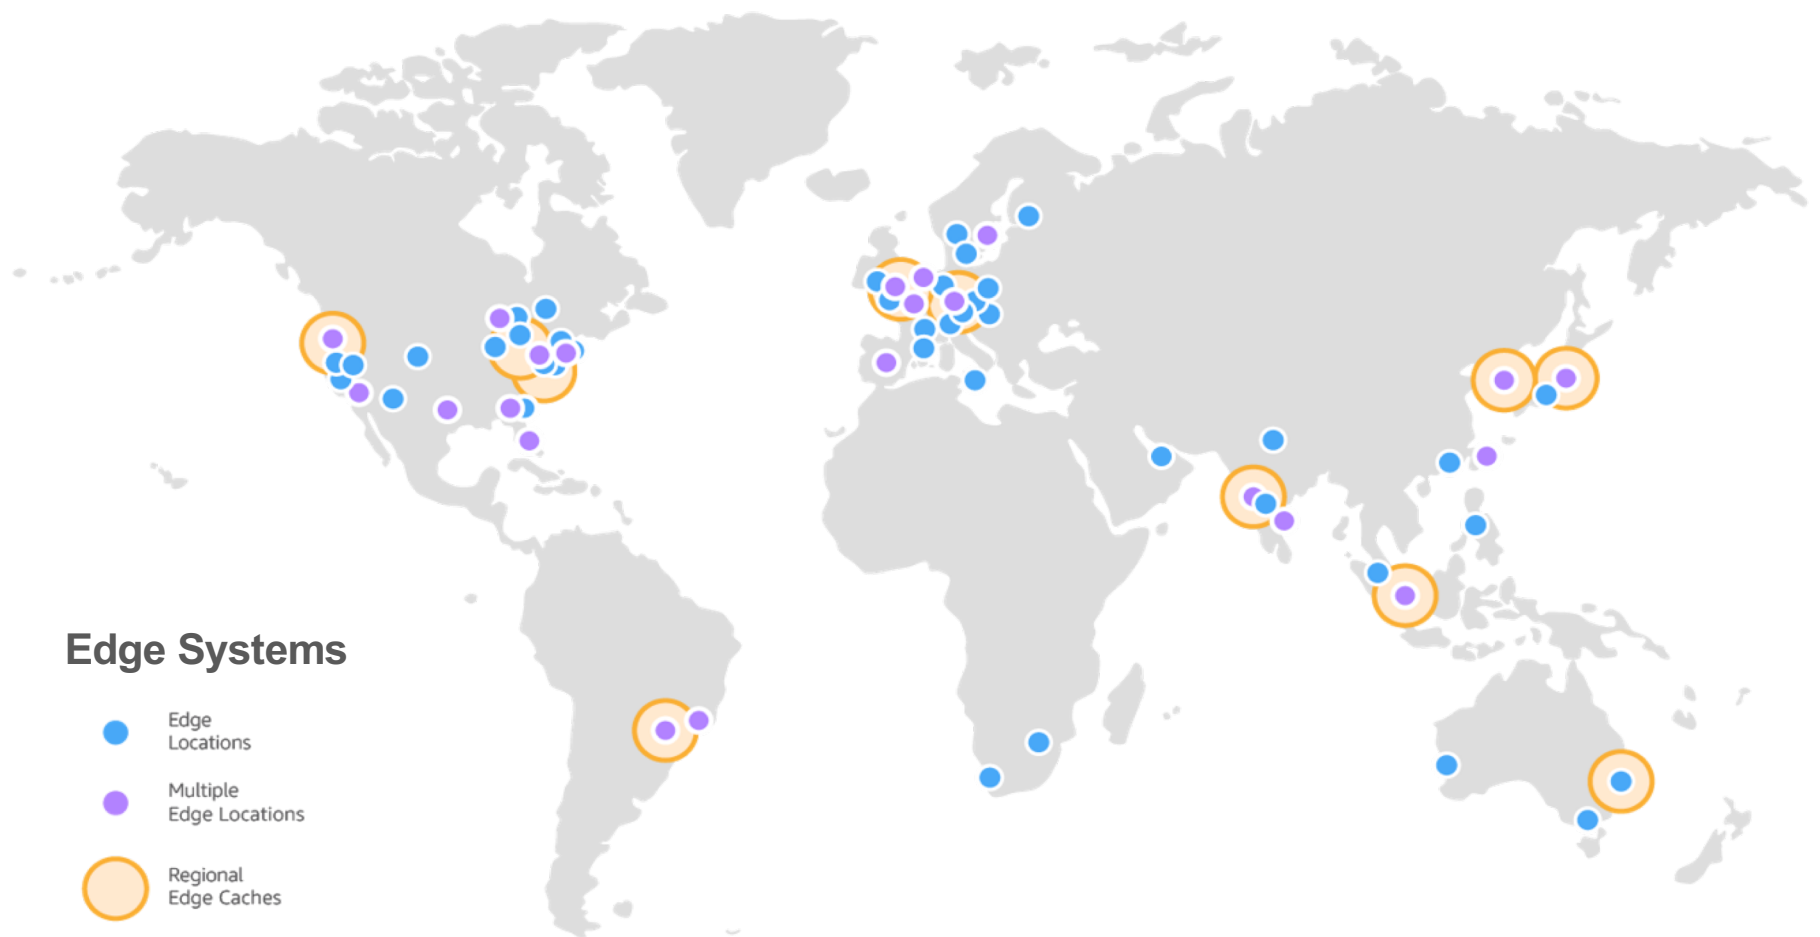 Edge Systems
Edge
Locations
Multiple
Edge Locations
Regional
Edge Caches